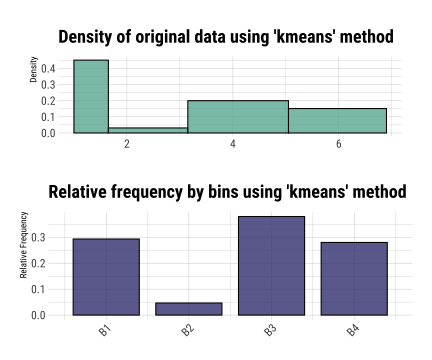 Density of original data using 'kmeans' method
Density
0.4
0.3
0.2
0.1
0.0
2 4 6
Relative frequency by bins using 'kmeans' method
Relative Frequency
0.3
0.2
0.1
0.0
B1 B2 B3 B4